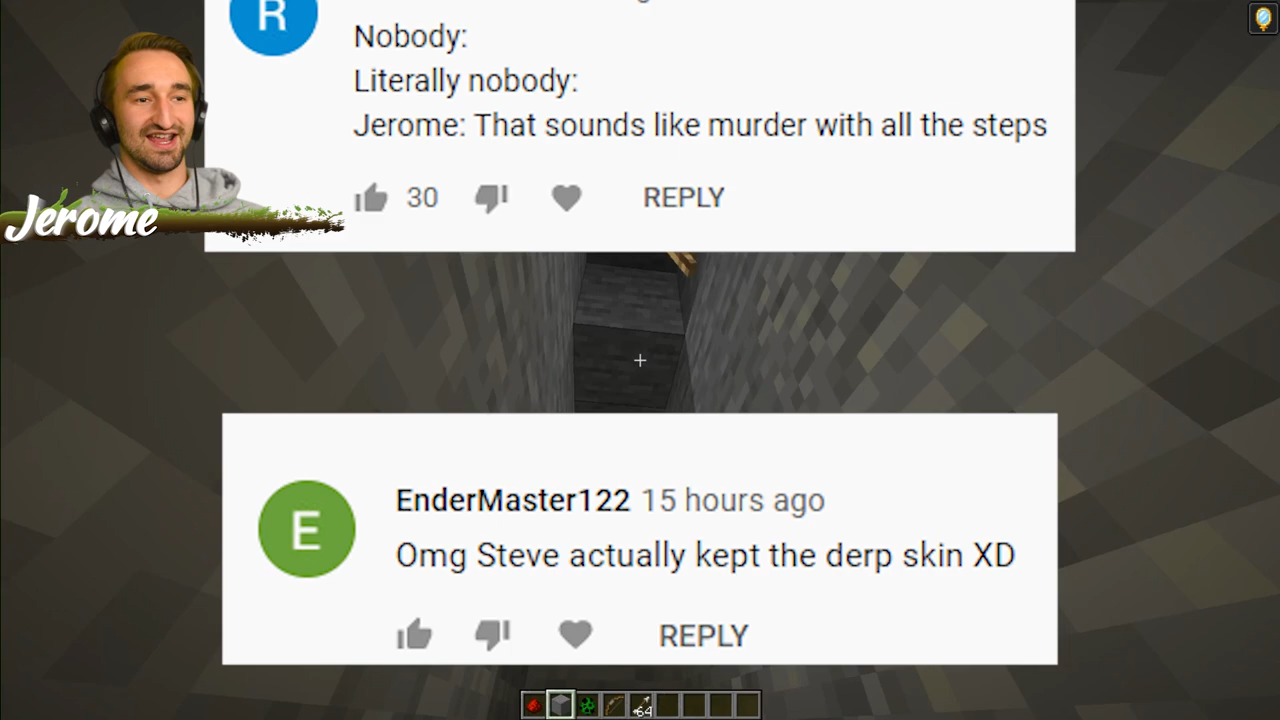 R
Nobody:
Literally nobody:
Jerome: That sounds like murder with all the steps
30
REPLY
Jerome
EnderMaster122 15 hours ago
E
Omg Steve actually kept the derp skin XD
REPLY
64